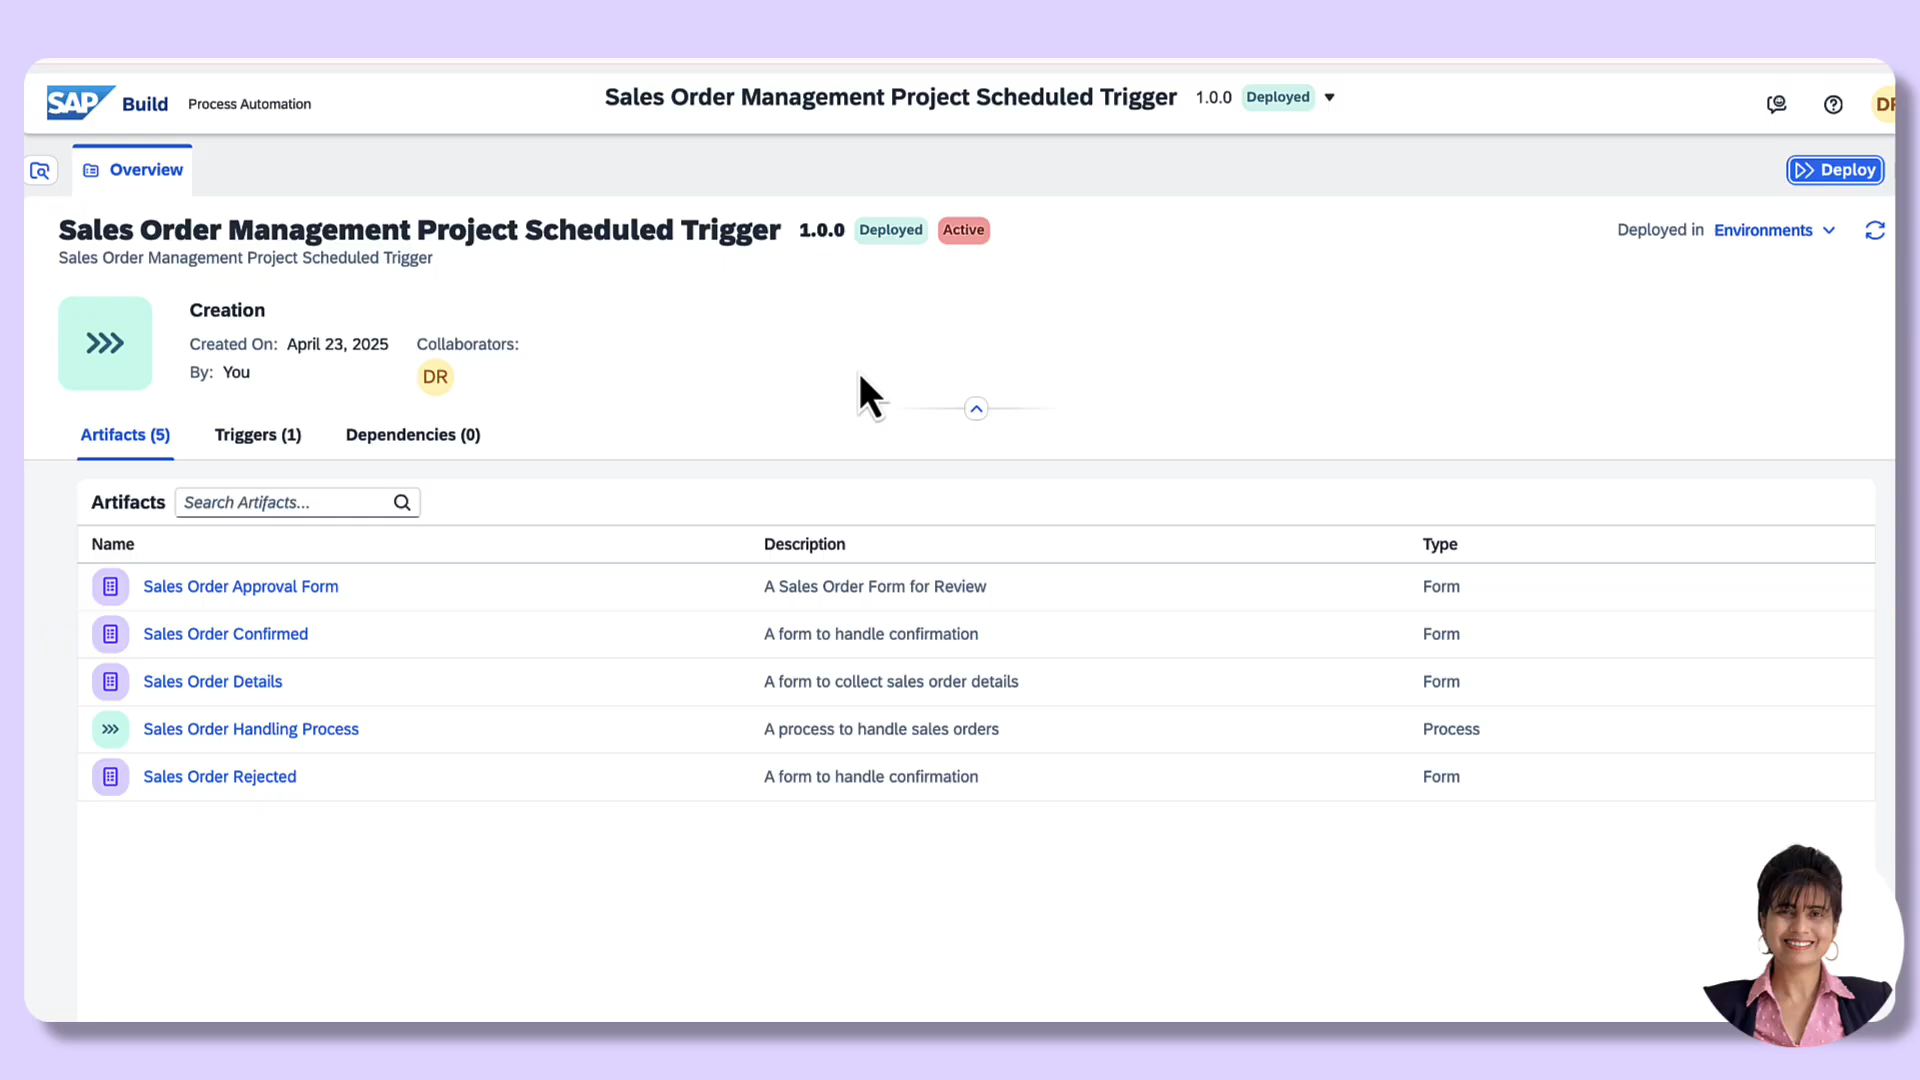 SAP Build Process Automation Sales Order Management Project Scheduled Trigger 1.0.0 Deployed
Overview Deploy
Sales Order Management Project Scheduled Trigger 1.0.0 Deployed Active Deployed in Environments
Sales Order Management Project Scheduled Trigger
Creation
Created On: April 23, 2025 Collaborators:
By: You
DR
Artifacts (5) Triggers (1) Dependencies (0)
Artifacts Search Artifacts...
Name Description Type
Sales Order Approval Form A Sales Order Form for Review Form
Sales Order Confirmed A form to handle confirmation Form
Sales Order Details A form to collect sales order details Form
Sales Order Handling Process A process to handle sales orders Process
Sales Order Rejected A form to handle confirmation Form